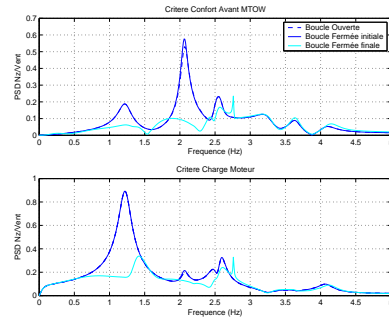 Critere Confort Avant MTOW
PSD Nz/Vent
0.7
0.6
0.5
0.4
0.3
0.2
0.1
0
Boucle Ouverte
Boucle Fermée initiale
Boucle Fermée finale
0 0.5 1 1.5 2 2.5 3 3.5 4 4.5
Frequence (Hz)
Critere Charge Moteur
PSD Nz/Vent
1
0.8
0.6
0.4
0.2
0
0 0.5 1 1.5 2 2.5 3 3.5 4 4.5
Frequence (Hz)